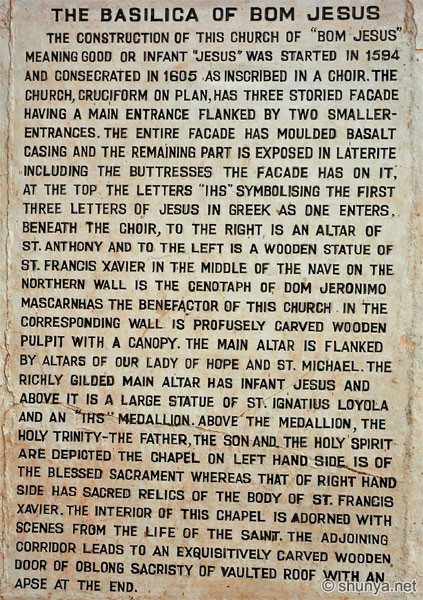 THE BASILICA OF BOM JESUS
THE CONSTRUCTION OF THIS CHURCH OF "BOM JESUS"
MEANING GOOD OR INFANT "JESUS" WAS STARTED IN 1594
AND CONSECRATED IN 1605 AS INSCRIBED IN A CHOIR. THE
CHURCH, CRUCIFORM ON PLAN, HAS THREE STORIED FACADE
HAVING A MAIN ENTRANCE FLANKED BY TWO SMALLER-
ENTRANCES. THE ENTIRE FACADE HAS MOULDED BASALT
CASING AND THE REMAINING PART IS EXPOSED IN LATERITE
INCLUDING THE BUTTRESSES THE FACADE HAS ON IT,
AT THE TOP THE LETTERS "IHS" SYMBOLISING THE FIRST
THREE LETTERS OF JESUS IN GREEK AS ONE ENTERS,
BENEATH THE CHOIR, TO THE RIGHT IS AN ALTAR OF
ST. ANTHONY AND TO THE LEFT IS A WOODEN STATUE OF
ST. FRANCIS XAVIER IN THE MIDDLE OF THE NAVE ON THE
NORTHERN WALL IS THE CENOTAPH OF DOM JERONIMO
MASCARNHAS THE BENEFACTOR OF THIS CHURCH IN THE
CORRESPONDING WALL IS PROFUSELY CARVED WOODEN
PULPIT WITH A CANOPY. THE MAIN ALTAR IS FLANKED
BY ALTARS OF OUR LADY OF HOPE AND ST. MICHAEL. THE
RICHLY GILDED MAIN ALTAR HAS INFANT JESUS AND
ABOVE IT IS A LARGE STATUE OF ST. IGNATIUS LOYOLA
AND AN "IHS" MEDALLION. ABOVE THE MEDALLION, THE
HOLY TRINITY-THE FATHER, THE SON AND THE HOLY SPIRIT
ARE DEPICTED THE CHAPEL ON LEFT HAND SIDE IS OF
THE BLESSED SACRAMENT WHEREAS THAT OF RIGHT HAND
SIDE HAS SACRED RELICS OF THE BODY OF ST. FRANCIS
XAVIER. THE INTERIOR OF THIS CHAPEL IS ADORNED WITH
SCENES FROM THE LIFE OF THE SAINT. THE ADJOINING
CORRIDOR LEADS TO AN EXQUISITIVELY CARVED WOODEN
DOOR OF OBLONG SACRISTY OF VAULTED ROOF WITH AN
APSE AT THE END.
© shunya.net